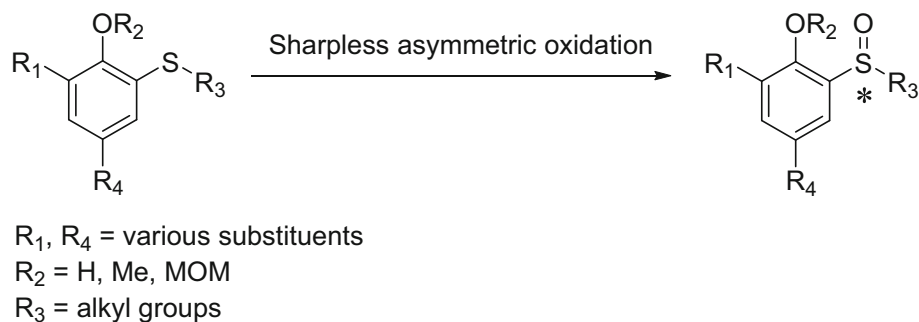 OR₂
R₁
S
R₃
R₄
Sharpless asymmetric oxidation
O
OR₂
R₁
S
R₃
*
R₄
R₁, R₄ = various substituents
R₂ = H, Me, MOM
R₃ = alkyl groups